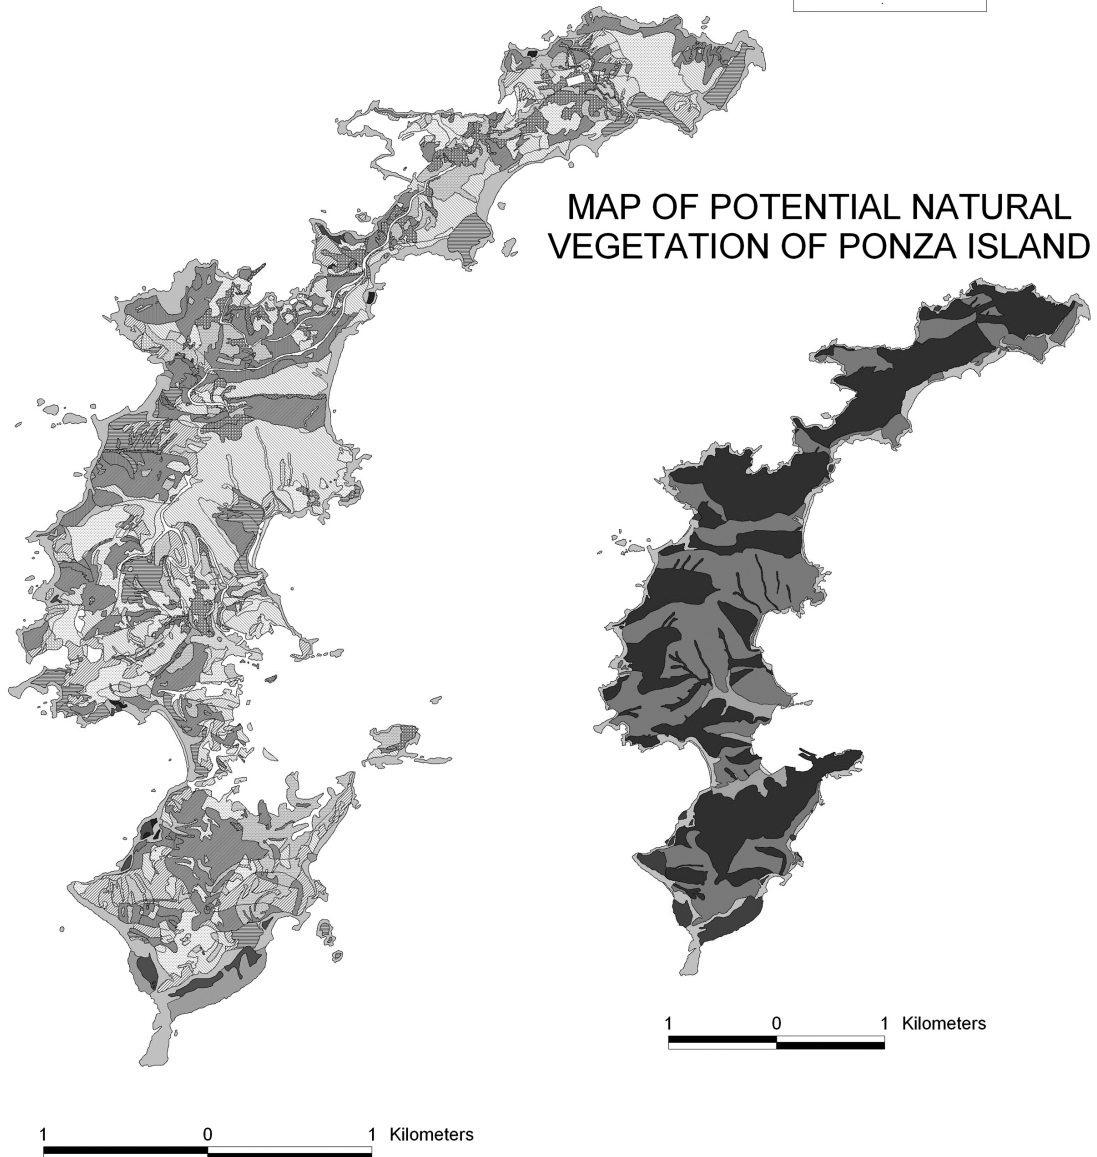 MAP OF POTENTIAL NATURAL
VEGETATION OF PONZA ISLAND
1 0 1 Kilometers
1 0 1 Kilometers